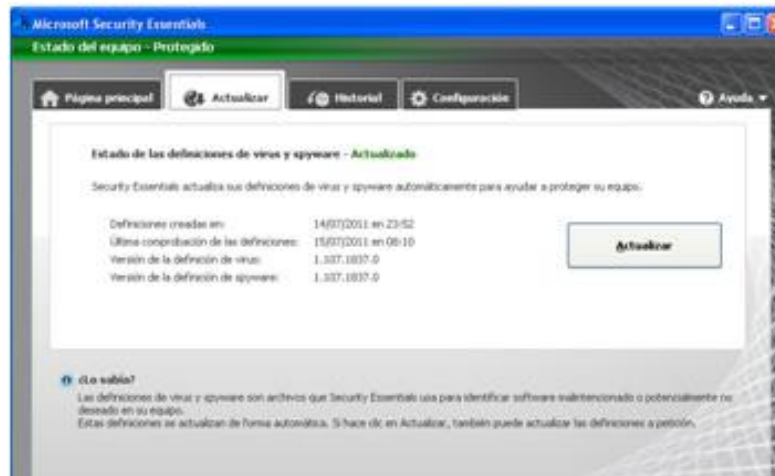 Microsoft Security Essentials
Estado del equipo - Protegido
Página principal
Actualizar
Historial
Configuración
Ayuda
Estado de las definiciones de virus y spyware - Actualizado
Security Essentials actualiza sus definiciones de virus y spyware automáticamente para ayudar a proteger su equipo.
Definiciones creadas en: 14/07/2011 en 23:52
Última comprobación de las definiciones: 15/07/2011 en 08:10
Versión de la definición de virus: 1.107.1837.0
Versión de la definición de spyware: 1.107.1837.0
Actualizar
¿Lo sabía?
Las definiciones de virus y spyware son archivos que Security Essentials usa para identificar software malintencionado o potencialmente no
deseado en su equipo.
Estas definiciones se actualizan de forma automática. Si hace clic en Actualizar, también puede actualizar las definiciones a petición.